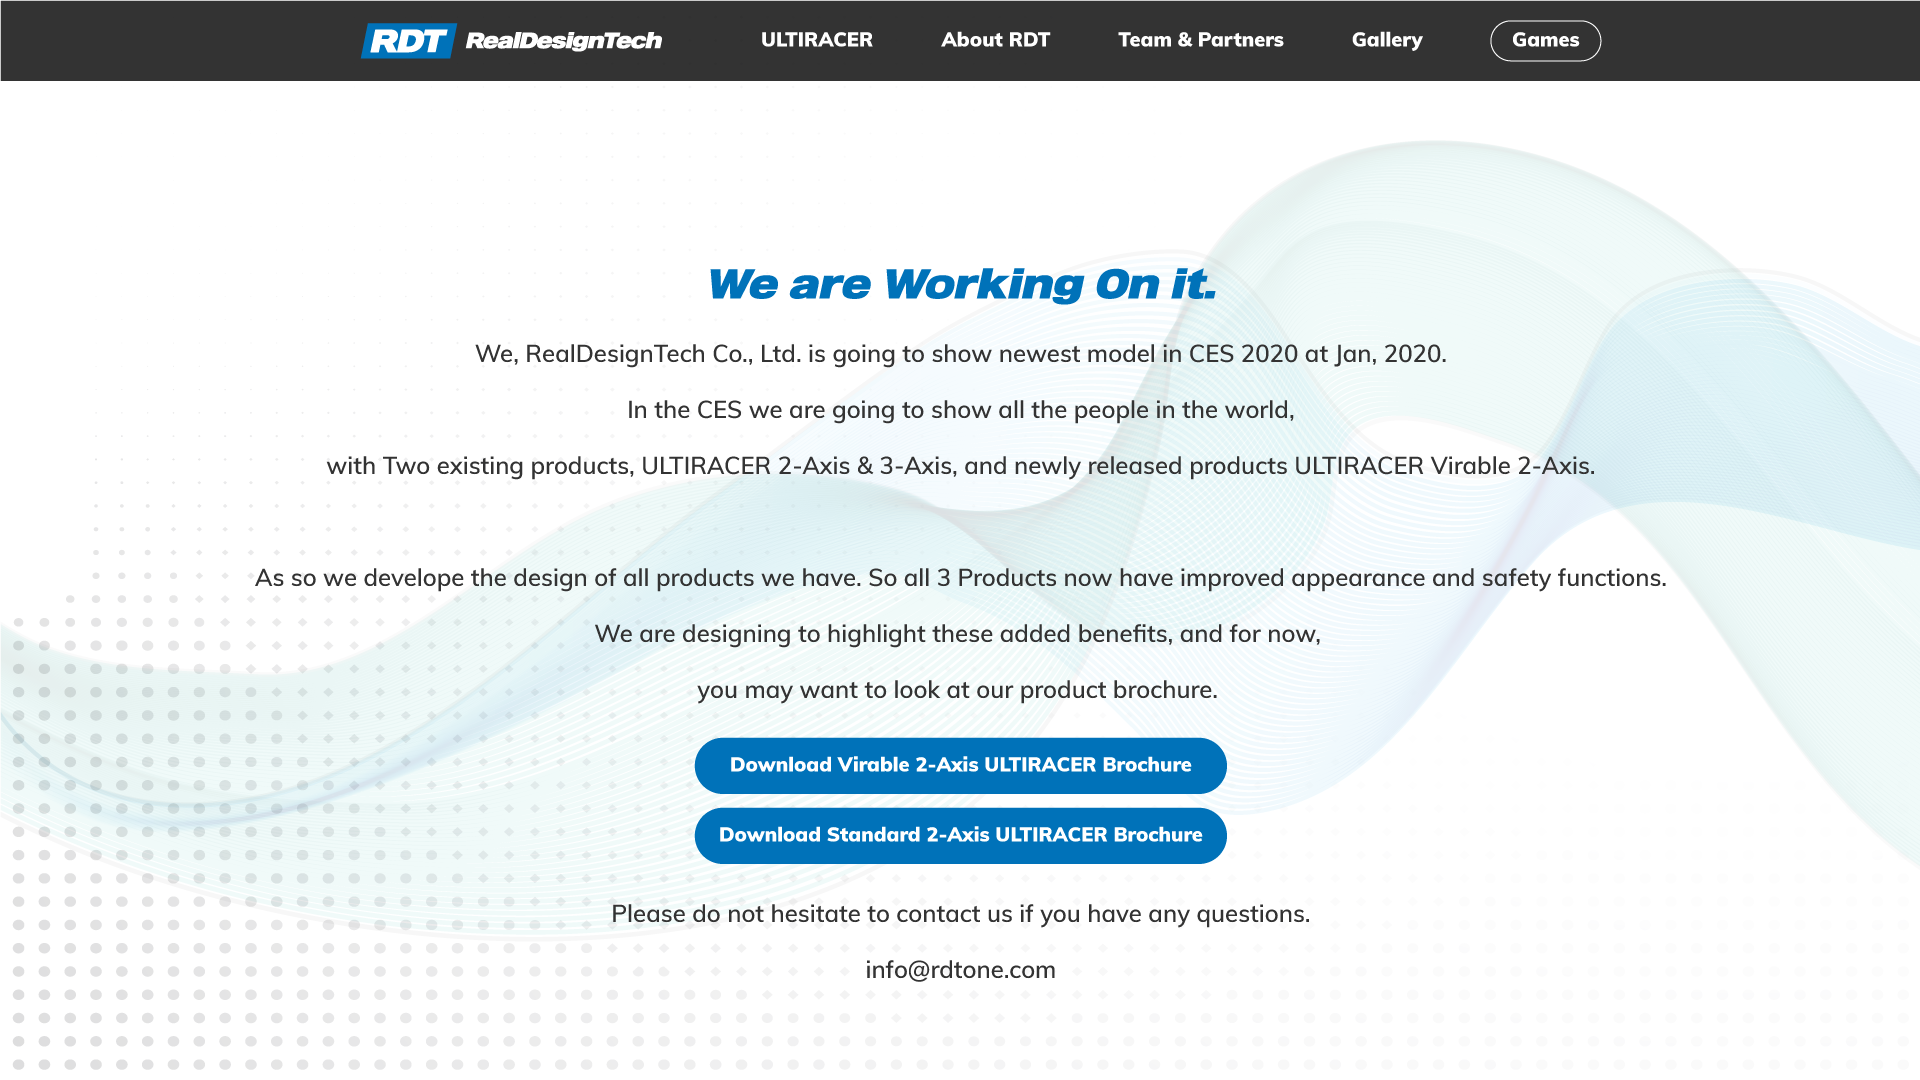 RDT RealDesignTech
ULTIRACER
About RDT
Team & Partners
Gallery
Games
We are Working On it.
We, RealDesignTech Co., Ltd. is going to show newest model in CES 2020 at Jan, 2020.
In the CES we are going to show all the people in the world,
with Two existing products, ULTIRACER 2-Axis & 3-Axis, and newly released products ULTIRACER Virable 2-Axis.
As so we develope the design of all products we have. So all 3 Products now have improved appearance and safety functions.
We are designing to highlight these added benefits, and for now,
you may want to look at our product brochure.
Download Virable 2-Axis ULTIRACER Brochure
Download Standard 2-Axis ULTIRACER Brochure
Please do not hesitate to contact us if you have any questions.
info@rdtone.com